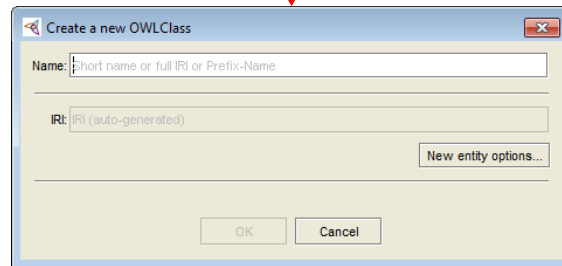 Create a new OWLClass
Name: Short name or full IRI or Prefix-Name
IRI: IRI (auto-generated)
New entity options...
OK Cancel